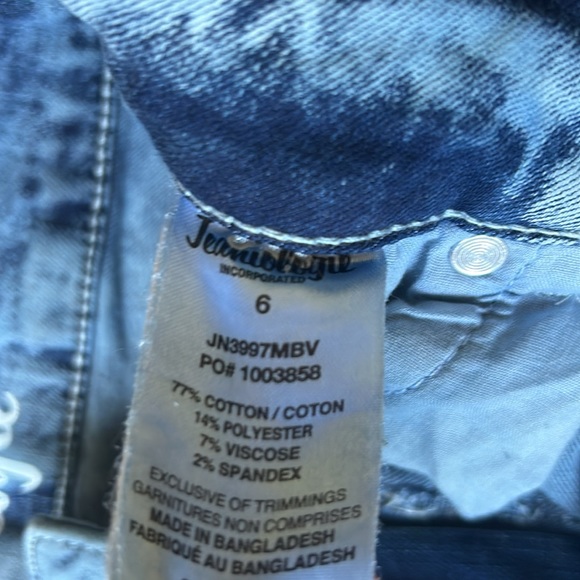 Jeaniologie
INCORPORATED
6
JN3997MBV
PO# 1003858
77% COTTON / COTON
14% POLYESTER
7% VISCOSE
2% SPANDEX
EXCLUSIVE OF TRIMMINGS
GARNITURES NON COMPRISES
MADE IN BANGLADESH
FABRIQUÉ AU BANGLADESH